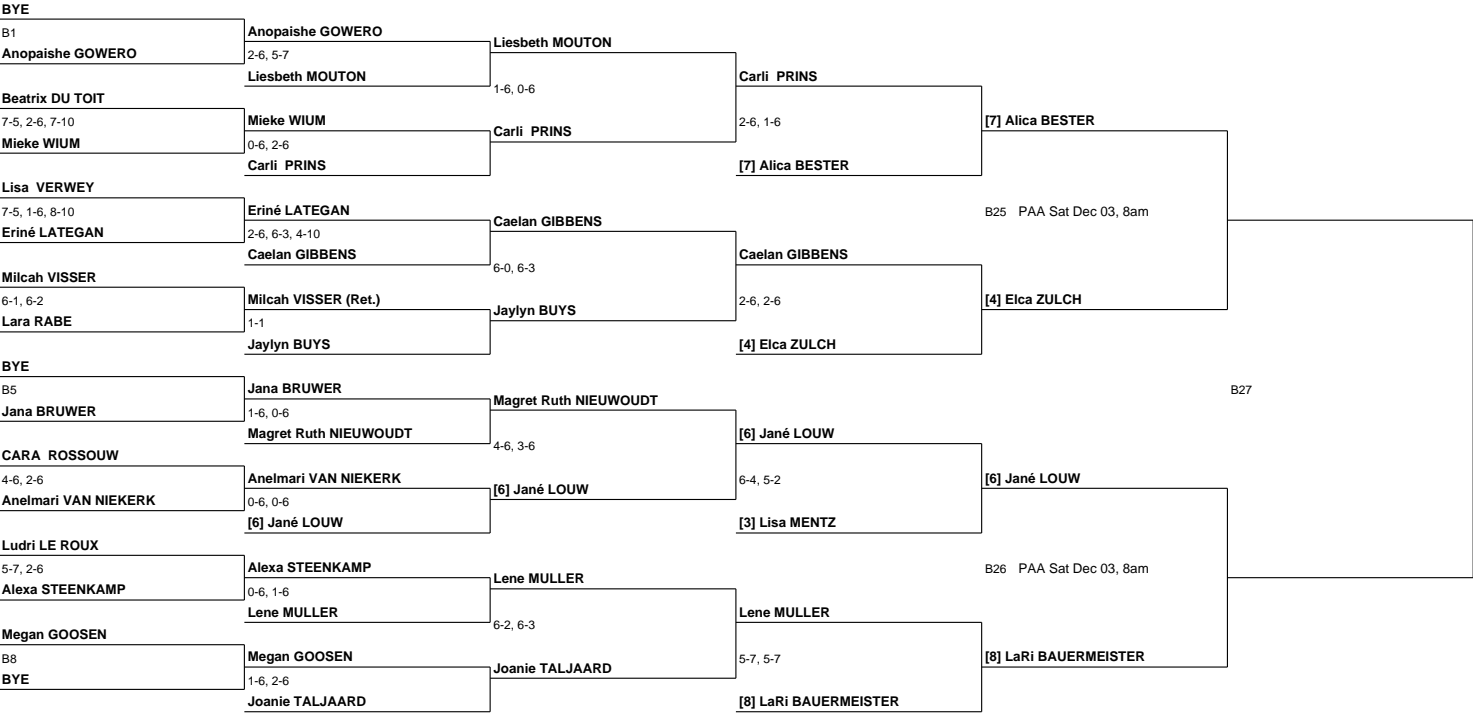 BYE
B1
Anopaishe GOWERO
Beatrix DU TOIT
7-5, 2-6, 7-10
Mieke WIUM
Lisa VERWEY
7-5, 1-6, 8-10
Eriné LATEGAN
Milcah VISSER
6-1, 6-2
Lara RABE
BYE
B5
Jana BRUWER
CARA ROSSOUW
4-6, 2-6
Anelmari VAN NIEKERK
Ludri LE ROUX
5-7, 2-6
Alexa STEENKAMP
Megan GOOSEN
B8
BYE
Anopaishe GOWERO
2-6, 5-7
Liesbeth MOUTON
Mieke WIUM
0-6, 2-6
Carli PRINS
Eriné LATEGAN
2-6, 6-3, 4-10
Caelan GIBBENS
Milcah VISSER (Ret.)
1-1
Jaylyn BUYS
Jana BRUWER
1-6, 0-6
Magret Ruth NIEUWOUDT
Anelmari VAN NIEKERK
0-6, 0-6
[6] Jané LOUW
Alexa STEENKAMP
0-6, 1-6
Lene MULLER
Megan GOOSEN
1-6, 2-6
Joanie TALJAARD
Liesbeth MOUTON
1-6, 0-6
Carli PRINS
Caelan GIBBENS
6-0, 6-3
Jaylyn BUYS
Magret Ruth NIEUWOUDT
4-6, 3-6
[6] Jané LOUW
Lene MULLER
6-2, 6-3
Joanie TALJAARD
Carli PRINS
2-6, 1-6
[7] Alica BESTER
Caelan GIBBENS
2-6, 2-6
[4] Elca ZULCH
[6] Jané LOUW
6-4, 5-2
[3] Lisa MENTZ
Lene MULLER
5-7, 5-7
[8] LaRi BAUERMEISTER
[7] Alica BESTER
B25 PAA Sat Dec 03, 8am
[4] Elca ZULCH
[6] Jané LOUW
B26 PAA Sat Dec 03, 8am
[8] LaRi BAUERMEISTER
B27